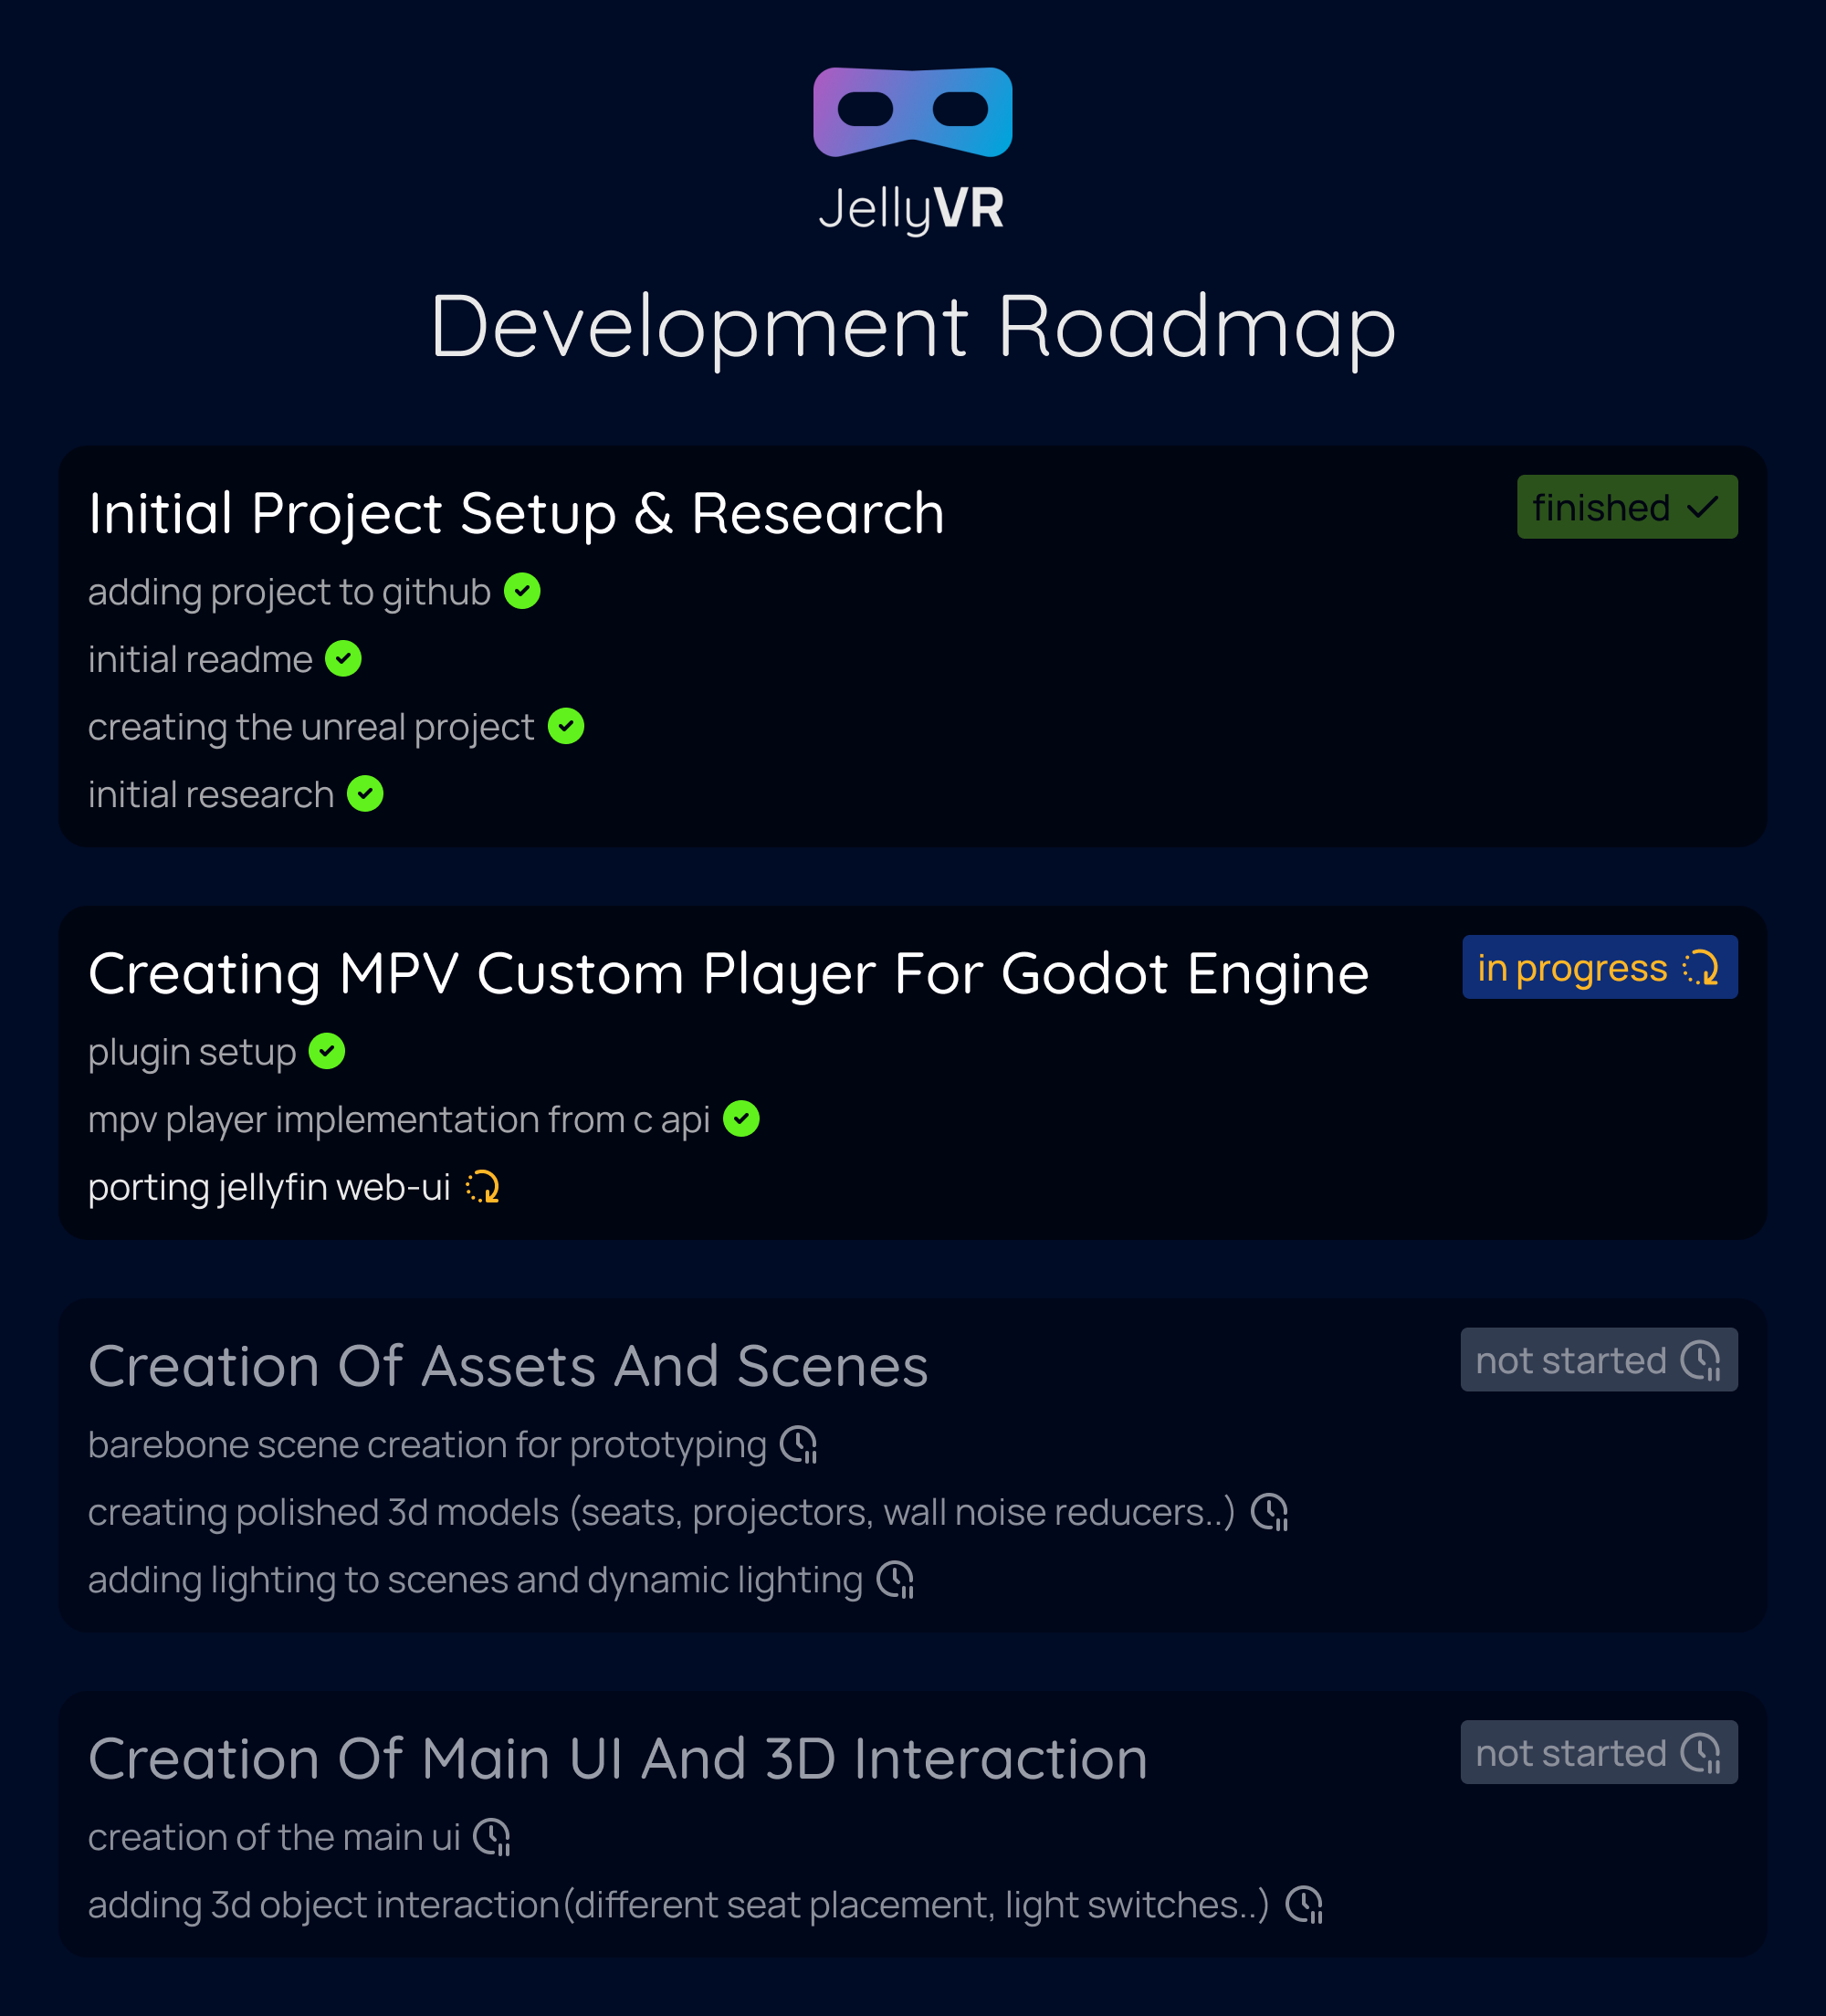 JellyVR
Development Roadmap
Initial Project Setup & Research
finished
adding project to github
initial readme
creating the unreal project
initial research
Creating MPV Custom Player For Godot Engine
in progress
plugin setup
mpv player implementation from c api
porting jellyfin web-ui
Creation Of Assets And Scenes
not started
barebone scene creation for prototyping
creating polished 3d models (seats, projectors, wall noise reducers..)
adding lighting to scenes and dynamic lighting
Creation Of Main UI And 3D Interaction
not started
creation of the main ui
adding 3d object interaction(different seat placement, light switches..)